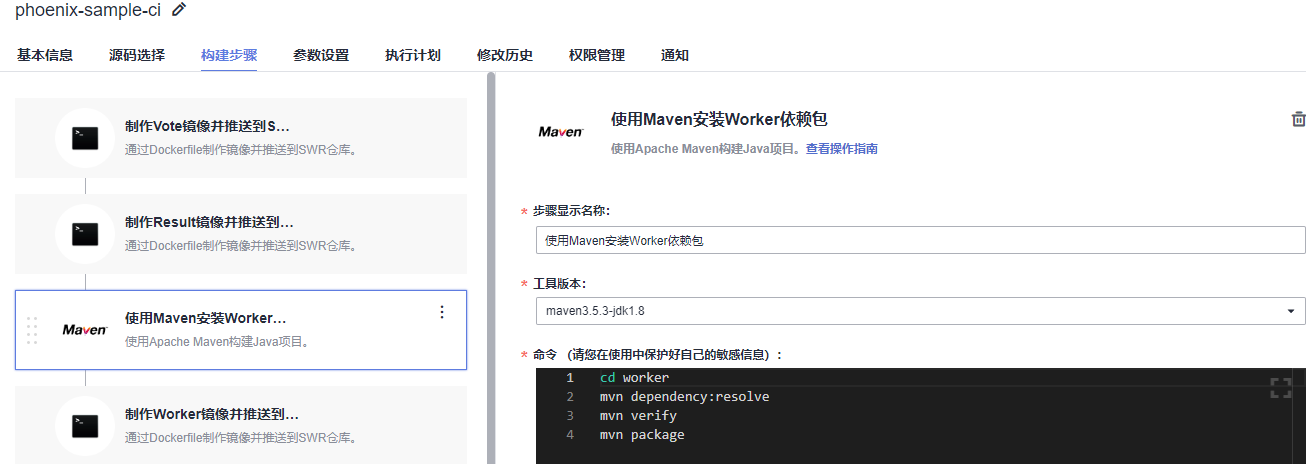 phoenix-sample-ci
基本信息 源码选择 构建步骤 参数设置 执行计划 修改历史 权限管理 通知
制作Vote镜像并推送到S…
通过Dockerfile制作镜像并推送到SWR仓库。
制作Result镜像并推送到…
通过Dockerfile制作镜像并推送到SWR仓库。
Maven
使用Maven安装Worker…
使用Apache Maven构建Java项目。
制作Worker镜像并推送到…
通过Dockerfile制作镜像并推送到SWR仓库。
Maven
使用Maven安装Worker依赖包
使用Apache Maven构建Java项目。查看操作指南
* 步骤显示名称：
使用Maven安装Worker依赖包
* 工具版本：
maven3.5.3-jdk1.8
* 命令 （请您在使用中保护好自己的敏感信息）：
1 cd worker
2 mvn dependency:resolve
3 mvn verify
4 mvn package